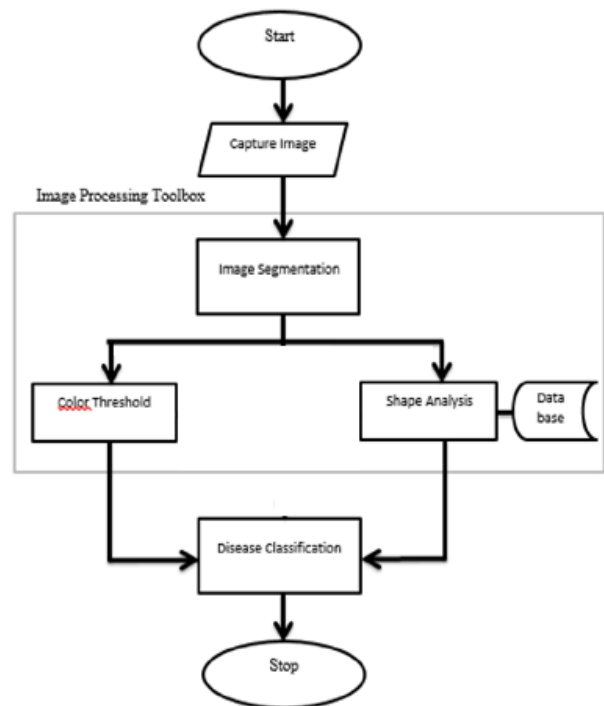 Start
Capture Image
Image Processing Toolbox
Image Segmentation
Color Threshold
Shape Analysis
Data
base
Disease Classification
Stop